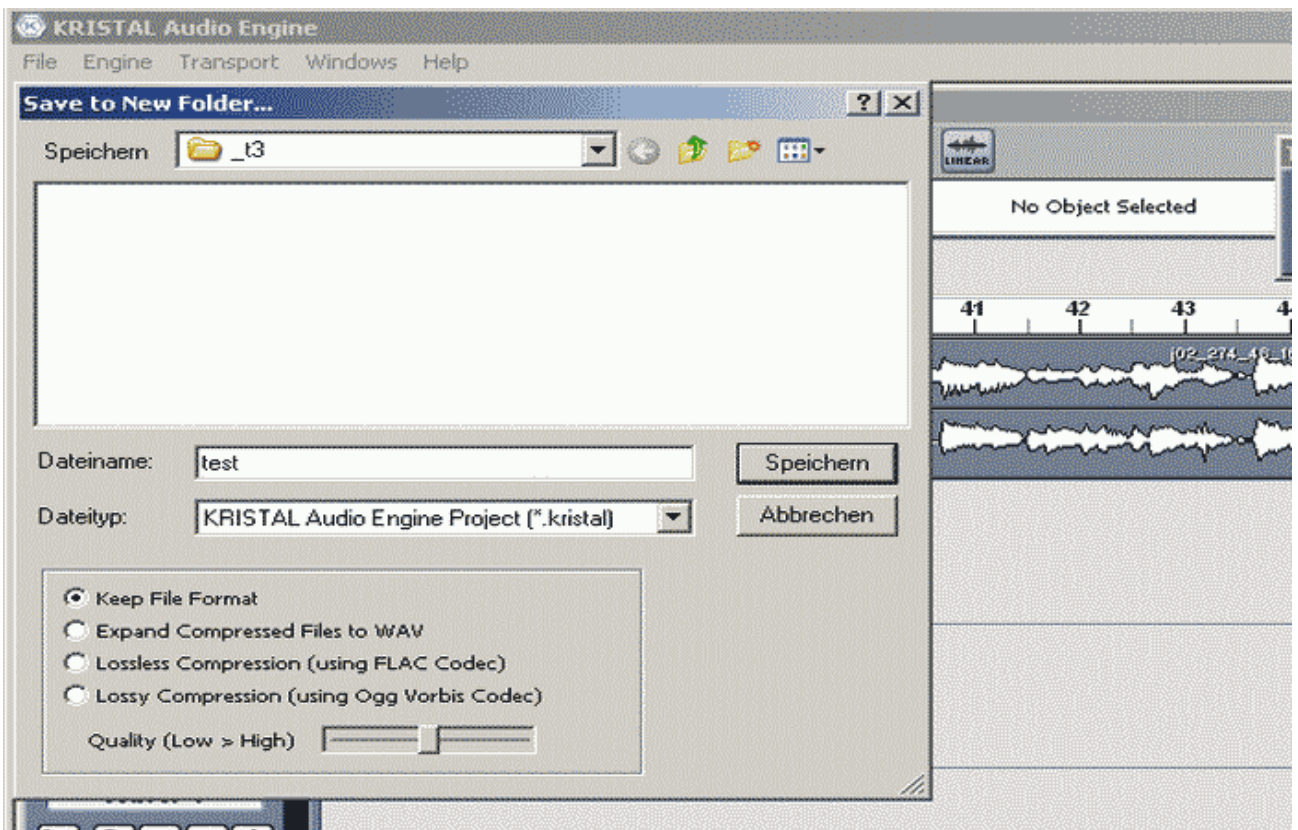 KRISTAL Audio Engine
File Engine Transport Windows Help
Save to New Folder...
Speichern _t3
LINEAR
No Object Selected
41 42 43
Dateiname: test Speichern
Dateityp: KRISTAL Audio Engine Project (*.kristal) Abbrechen
Keep File Format
Expand Compressed Files to WAV
Lossless Compression (using FLAC Codec)
Lossy Compression (using Ogg Vorbis Codec)
Quality (Low > High)